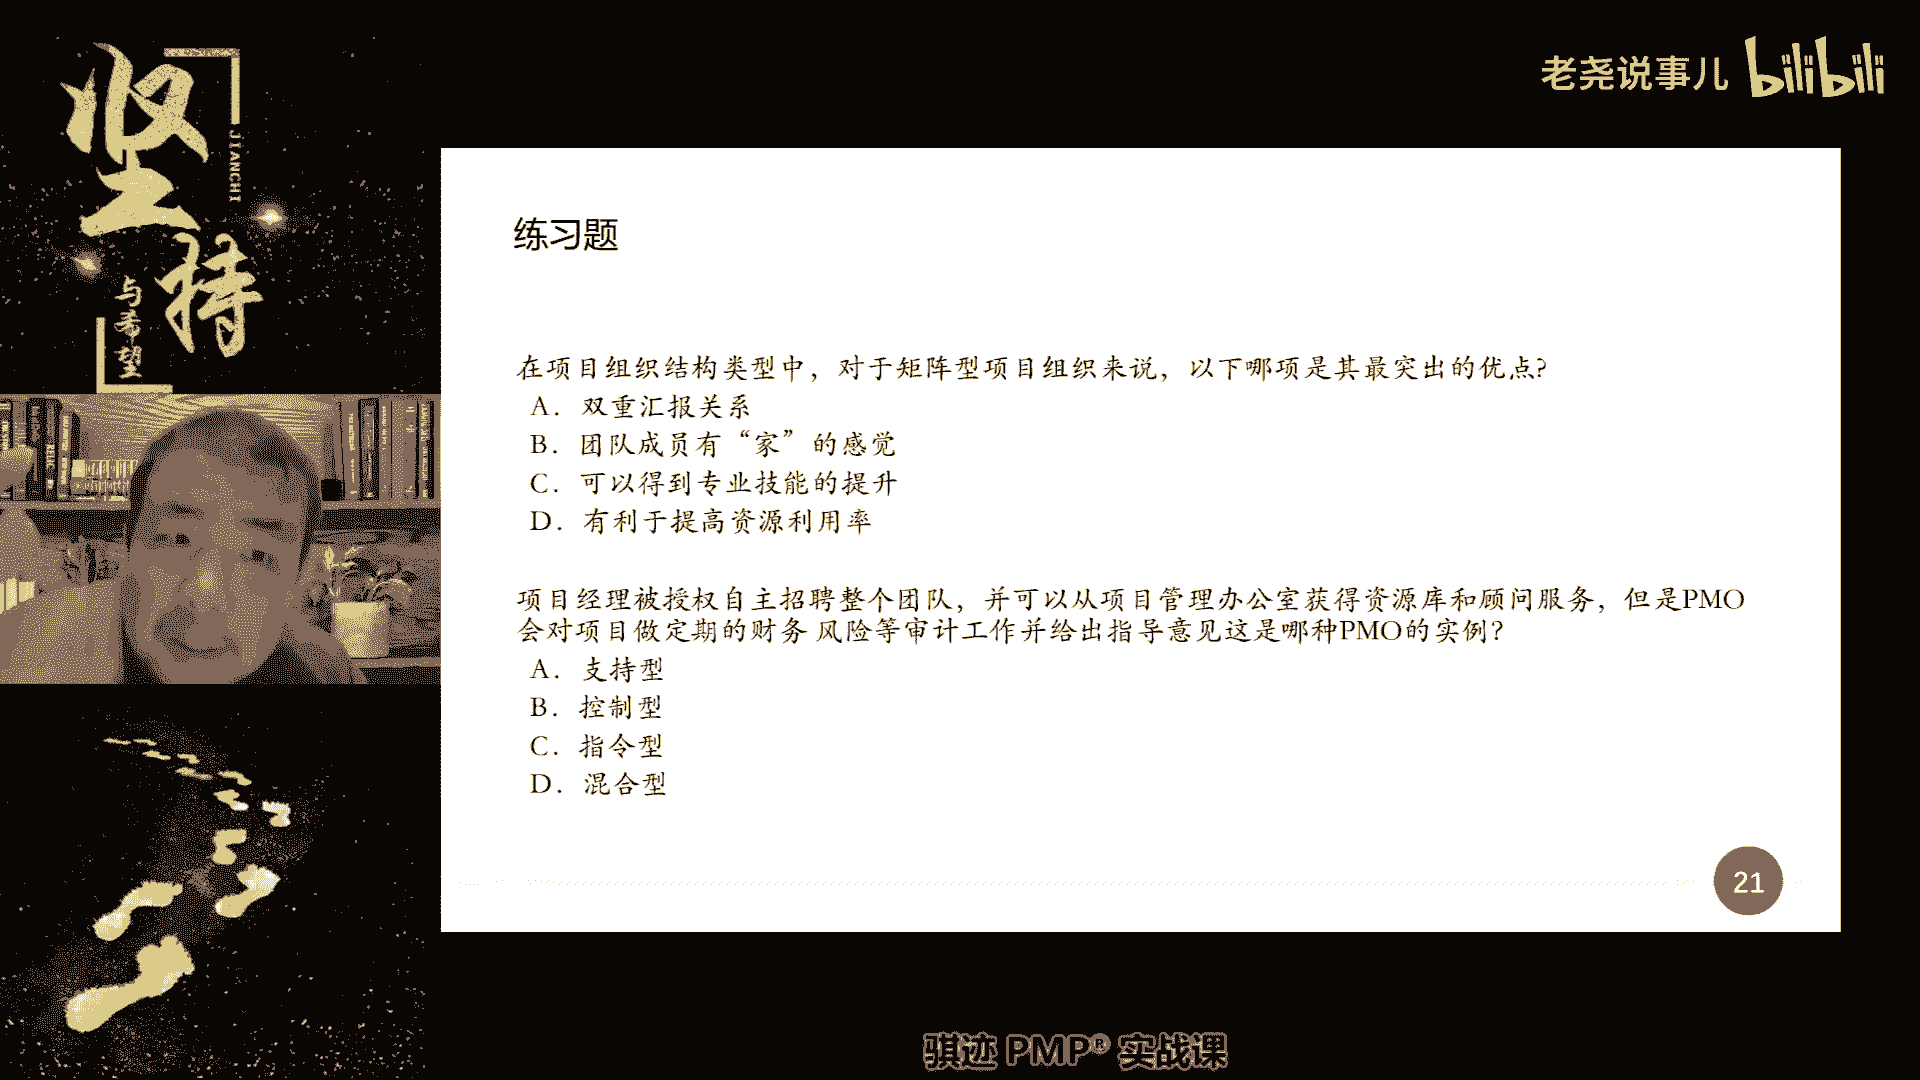 坚持
JIANCHI
与希望
老尧说事儿 bilibili
练习题
在项目组织结构类型中，对于矩阵型项目组织来说，以下哪项是其最突出的优点?
A. 双重汇报关系
B. 团队成员有“家”的感觉
C. 可以得到专业技能的提升
D. 有利于提高资源利用率
项目经理被授权自主招聘整个团队，并可以从项目管理办公室获得资源库和顾问服务，但是PMO
会对项目做定期的财务 风险等审计工作并给出指导意见这是哪种PMO的实例?
A. 支持型
B. 控制型
C. 指令型
D. 混合型
21
骐迹 PMP® 实战课